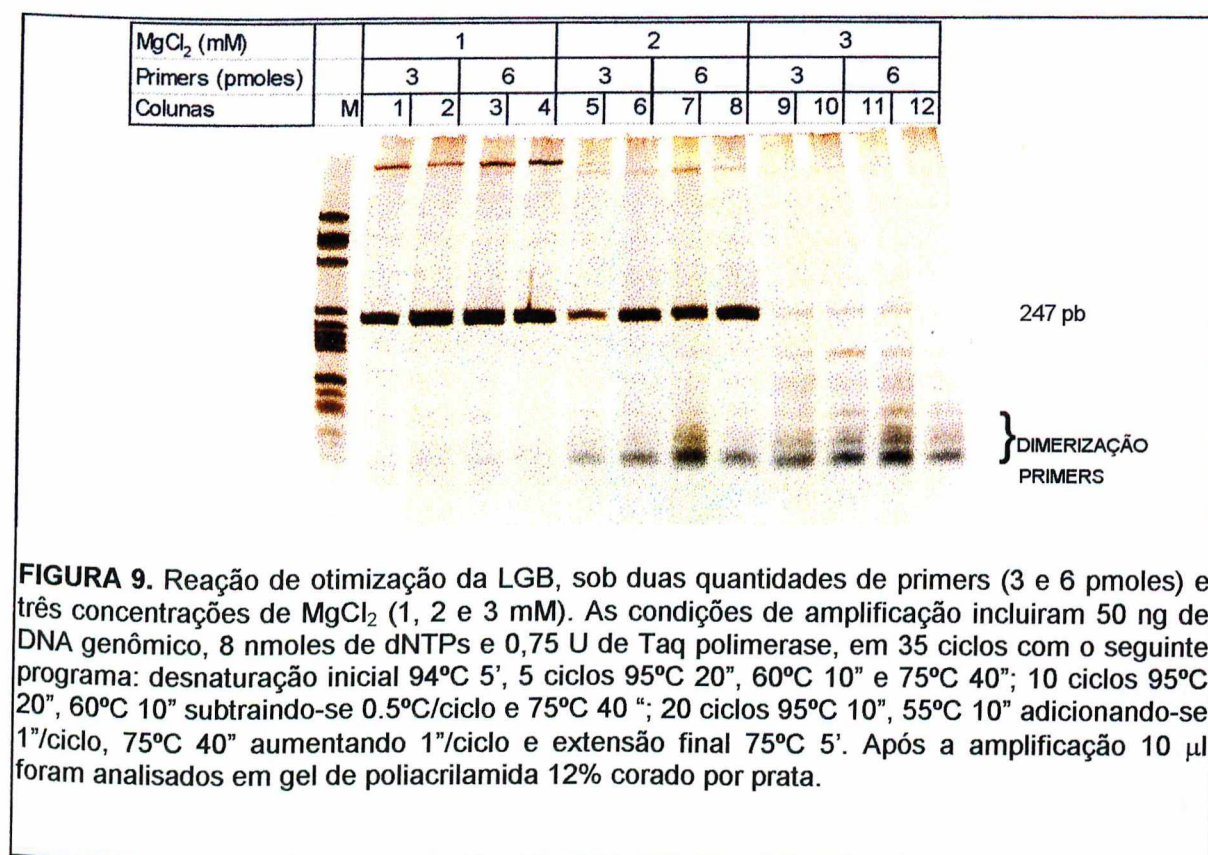 MgCl₂ (mM) 1 2 3
Primers (pmoles) 3 6 3 6 3 6
Colunas M 1 2 3 4 5 6 7 8 9 10 11 12
247 pb
} DIMERIZAÇÃO
PRIMERS
FIGURA 9. Reação de otimização da LGB, sob duas quantidades de primers (3 e 6 pmoles) e
três concentrações de MgCl₂ (1, 2 e 3 mM). As condições de amplificação incluiram 50 ng de
DNA genômico, 8 nmoles de dNTPs e 0,75 U de Taq polimerase, em 35 ciclos com o seguinte
programa: desnaturação inicial 94ºC 5’, 5 ciclos 95ºC 20”, 60ºC 10” e 75ºC 40”; 10 ciclos 95ºC
20”, 60ºC 10” subtraindo-se 0.5ºC/ciclo e 75ºC 40 “; 20 ciclos 95ºC 10”, 55ºC 10” adicionando-se
1”/ciclo, 75ºC 40” aumentando 1”/ciclo e extensão final 75ºC 5’. Após a amplificação 10 µl
foram analisados em gel de poliacrilamida 12% corado por prata.